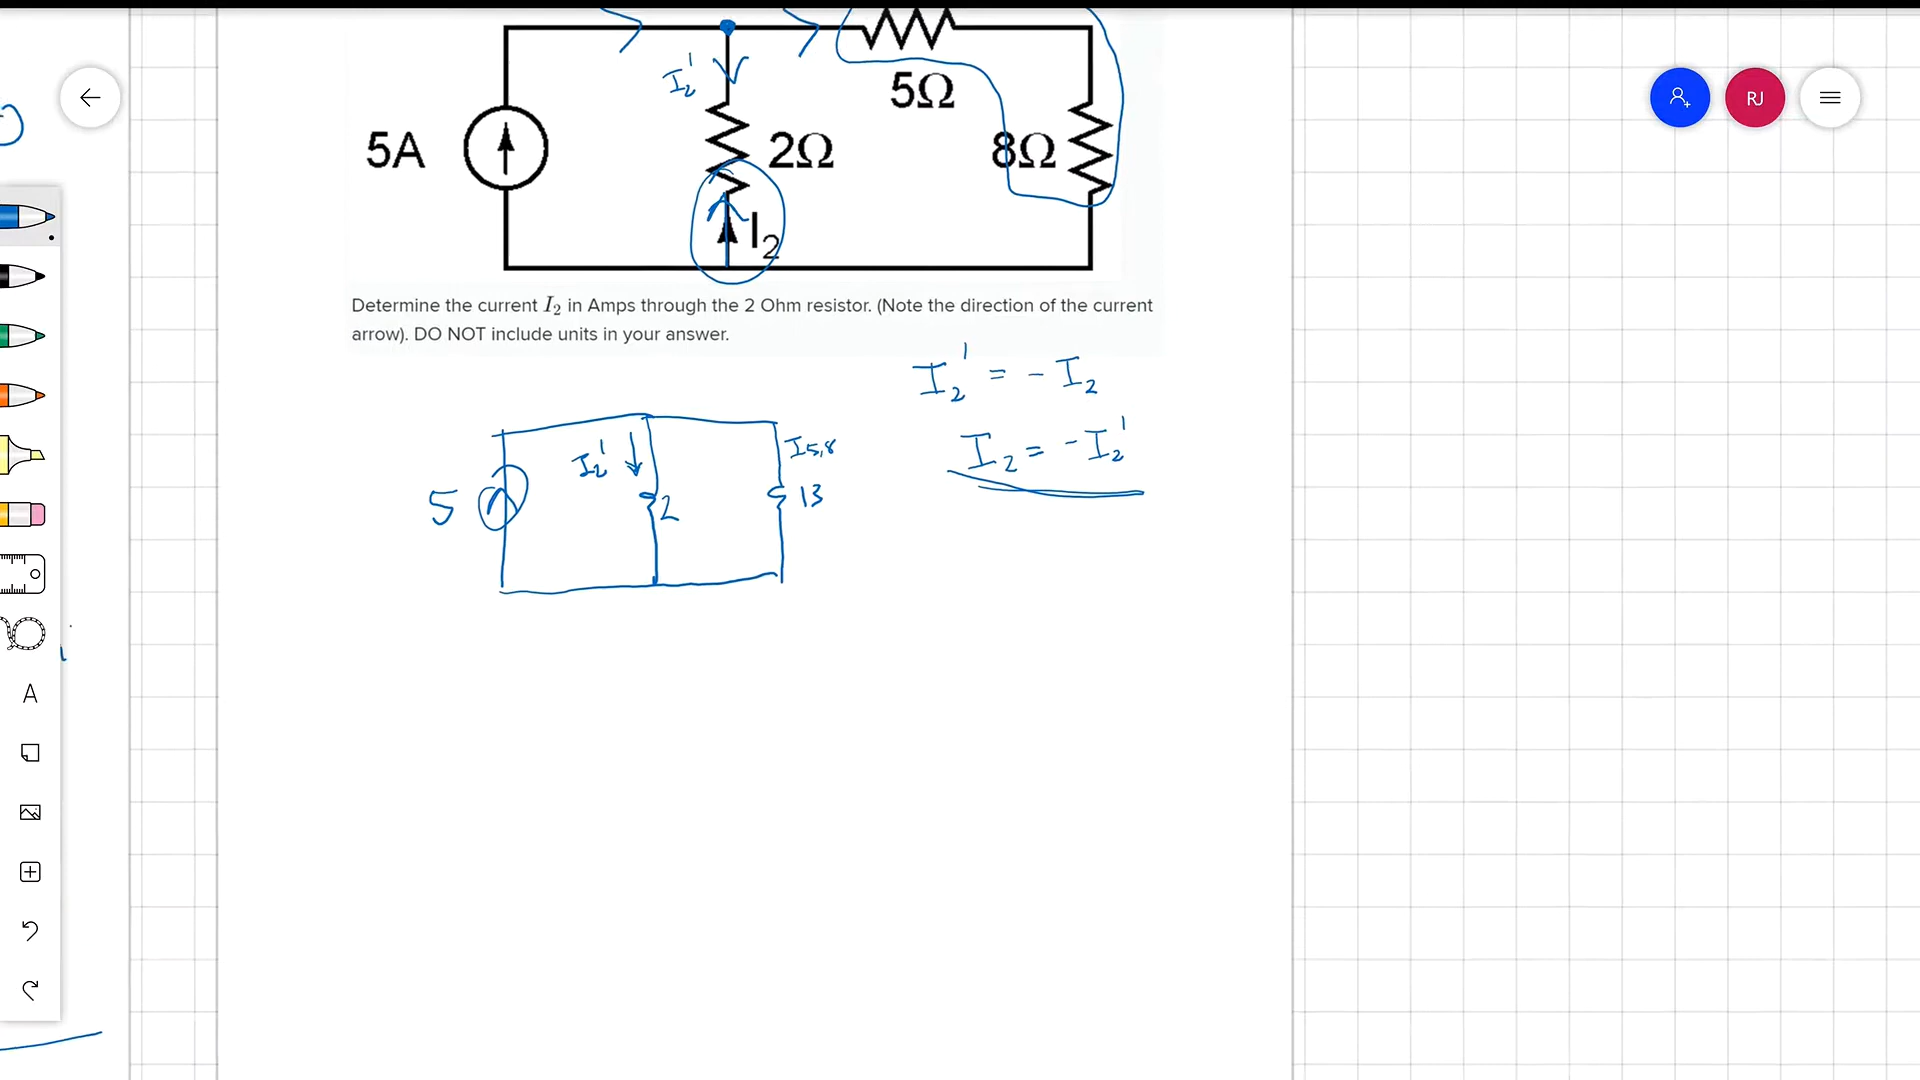 I2'
5Ω
5A
2Ω
8Ω
I2
Determine the current I2 in Amps through the 2 Ohm resistor. (Note the direction of the current
arrow). DO NOT include units in your answer.
I2' = - I2
I2 = - I2'
I2'
I5,8
5
2
13
RJ
A